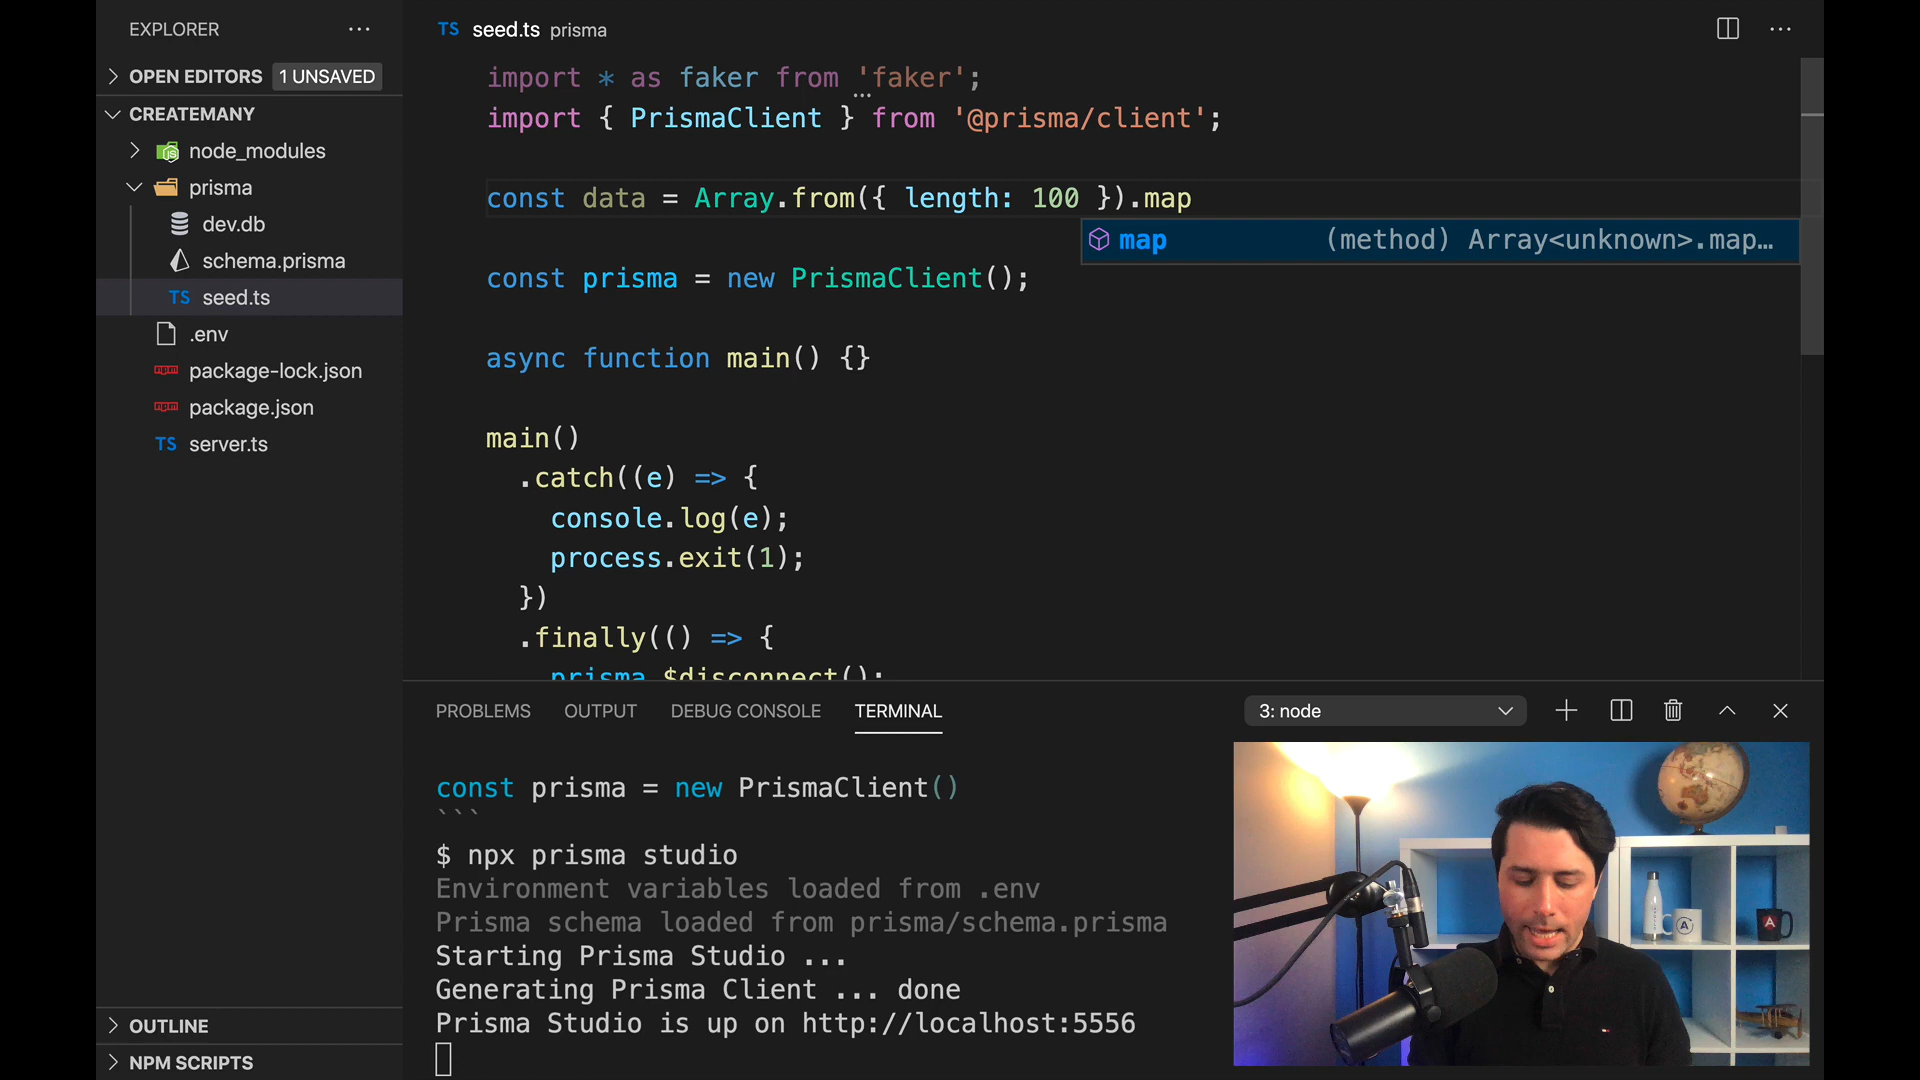 EXPLORER
OPEN EDITORS 1 UNSAVED
CREATEMANY
node_modules
prisma
dev.db
schema.prisma
TS seed.ts
.env
package-lock.json
package.json
TS server.ts
OUTLINE
NPM SCRIPTS
TS seed.ts prisma
import * as faker from 'faker';
import { PrismaClient } from '@prisma/client';
const data = Array.from({ length: 100 }).map
map (method) Array<unknown>.map…
const prisma = new PrismaClient();
async function main() {}
main()
.catch((e) => {
console.log(e);
process.exit(1);
})
.finally(() => {
prisma.$disconnect();
PROBLEMS OUTPUT DEBUG CONSOLE TERMINAL 3: node
const prisma = new PrismaClient()
```
$ npx prisma studio
Environment variables loaded from .env
Prisma schema loaded from prisma/schema.prisma
Starting Prisma Studio ...
Generating Prisma Client ... done
Prisma Studio is up on http://localhost:5556